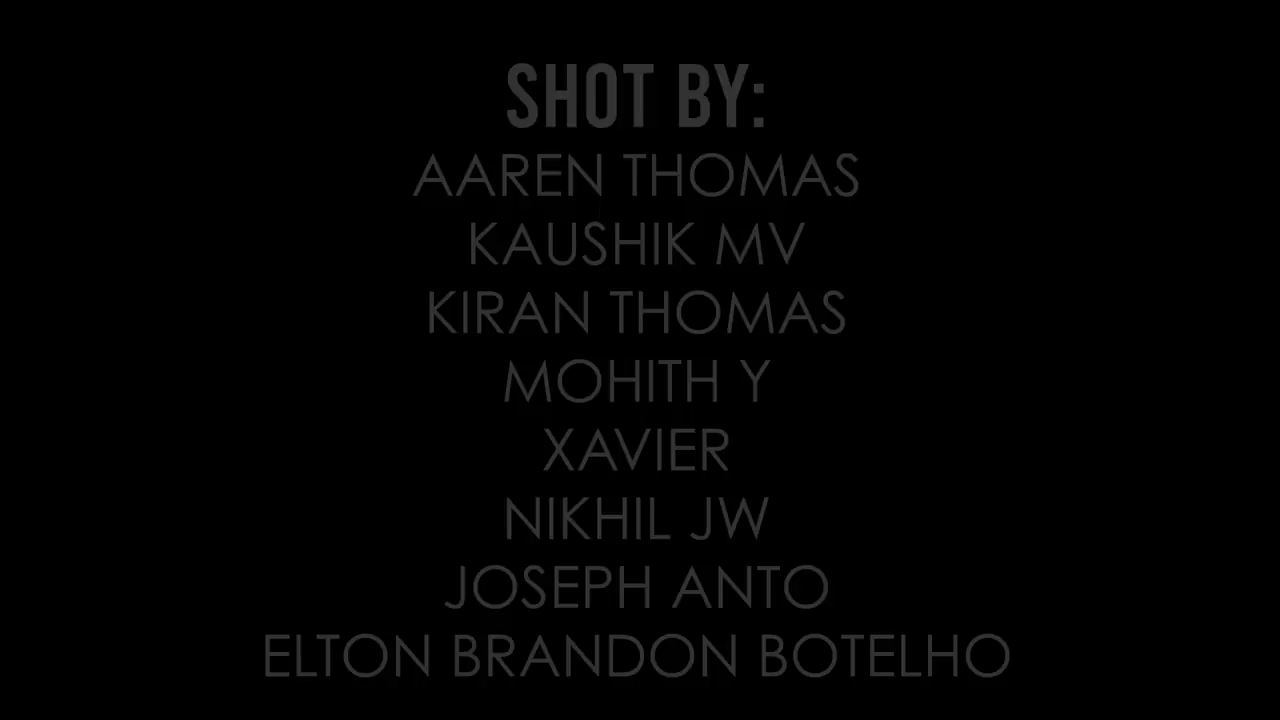 SHOT BY:
AAREN THOMAS
KAUSHIK MV
KIRAN THOMAS
MOHITH Y
XAVIER
NIKHIL JW
JOSEPH ANTO
ELTON BRANDON BOTELHO